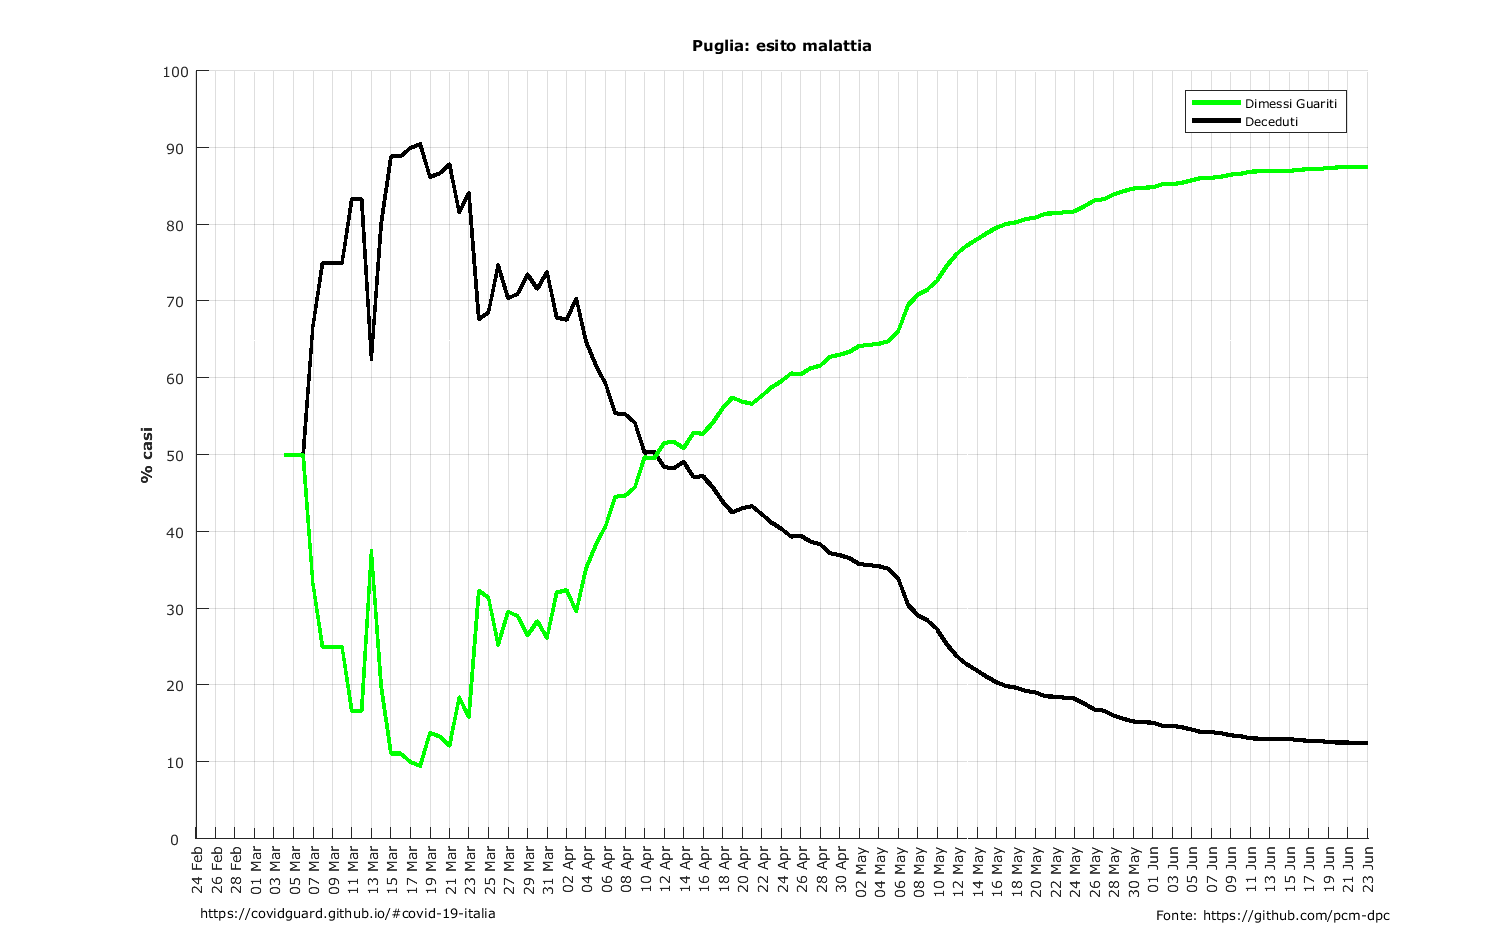 Puglia: esito malattia
100
90
80
70
60
50
40
30
20
10
0
% casi
Dimessi Guariti
Deceduti
24 Feb
26 Feb
28 Feb
01 Mar
03 Mar
05 Mar
07 Mar
09 Mar
11 Mar
13 Mar
15 Mar
17 Mar
19 Mar
21 Mar
23 Mar
25 Mar
27 Mar
29 Mar
31 Mar
02 Apr
04 Apr
06 Apr
08 Apr
10 Apr
12 Apr
14 Apr
16 Apr
18 Apr
20 Apr
22 Apr
24 Apr
26 Apr
28 Apr
30 Apr
02 May
04 May
06 May
08 May
10 May
12 May
14 May
16 May
18 May
20 May
22 May
24 May
26 May
28 May
30 May
01 Jun
03 Jun
05 Jun
07 Jun
09 Jun
11 Jun
13 Jun
15 Jun
17 Jun
19 Jun
21 Jun
23 Jun
https://covidguard.github.io/#covid-19-italia
Fonte: https://github.com/pcm-dpc